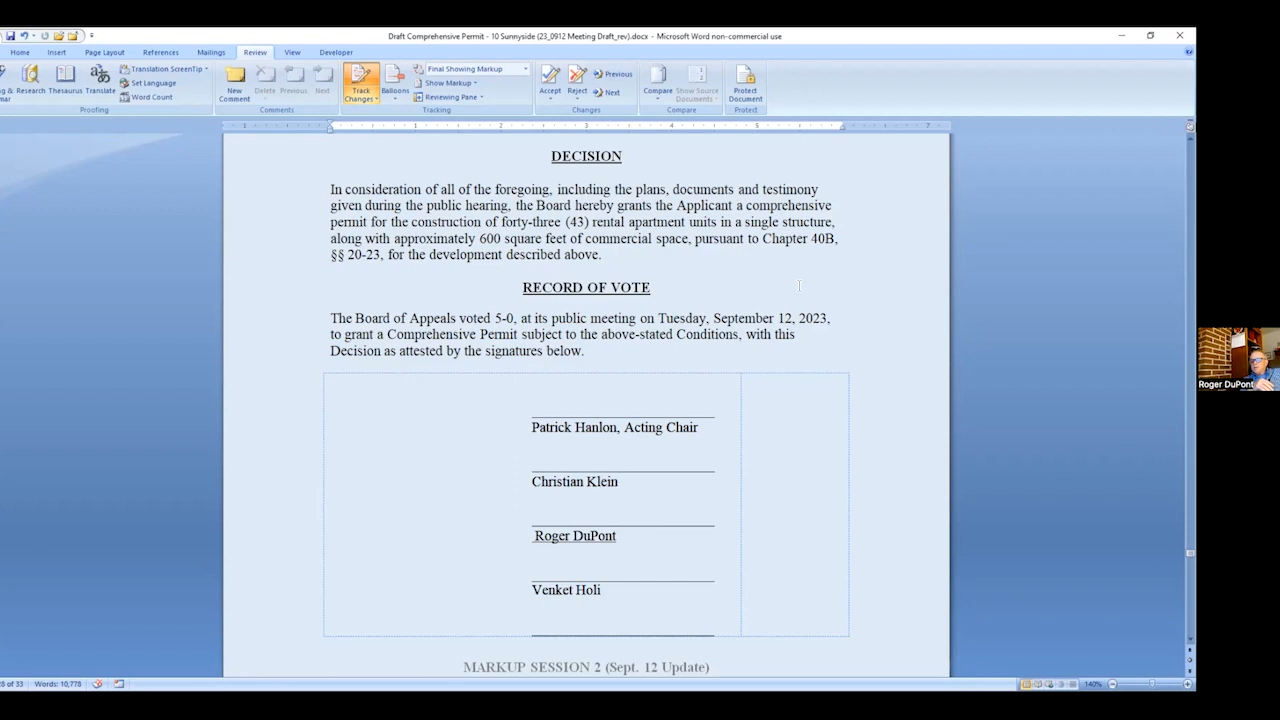 Draft Comprehensive Permit - 10 Sunnyside (23_0912 Meeting Draft_rev).docx - Microsoft Word non-commercial use
Home Insert Page Layout References Mailings Review View Developer
Research Thesaurus Translate
Translation ScreenTip
Set Language
Word Count
Proofing
New Comment Delete Previous Next
Comments
Track Changes Balloons
Final Showing Markup
Show Markup
Reviewing Pane
Tracking
Accept Reject
Previous
Next
Changes
Compare Show Source Documents
Compare
Protect Document
Protect
1 1 2 3 4 5 7
DECISION
In consideration of all of the foregoing, including the plans, documents and testimony
given during the public hearing, the Board hereby grants the Applicant a comprehensive
permit for the construction of forty-three (43) rental apartment units in a single structure,
along with approximately 600 square feet of commercial space, pursuant to Chapter 40B,
§§ 20-23, for the development described above.
RECORD OF VOTE
The Board of Appeals voted 5-0, at its public meeting on Tuesday, September 12, 2023,
to grant a Comprehensive Permit subject to the above-stated Conditions, with this
Decision as attested by the signatures below.
Patrick Hanlon, Acting Chair
Christian Klein
Roger DuPont
Venket Holi
MARKUP SESSION 2 (Sept. 12 Update)
Roger DuPont
Words: 10,778
140%